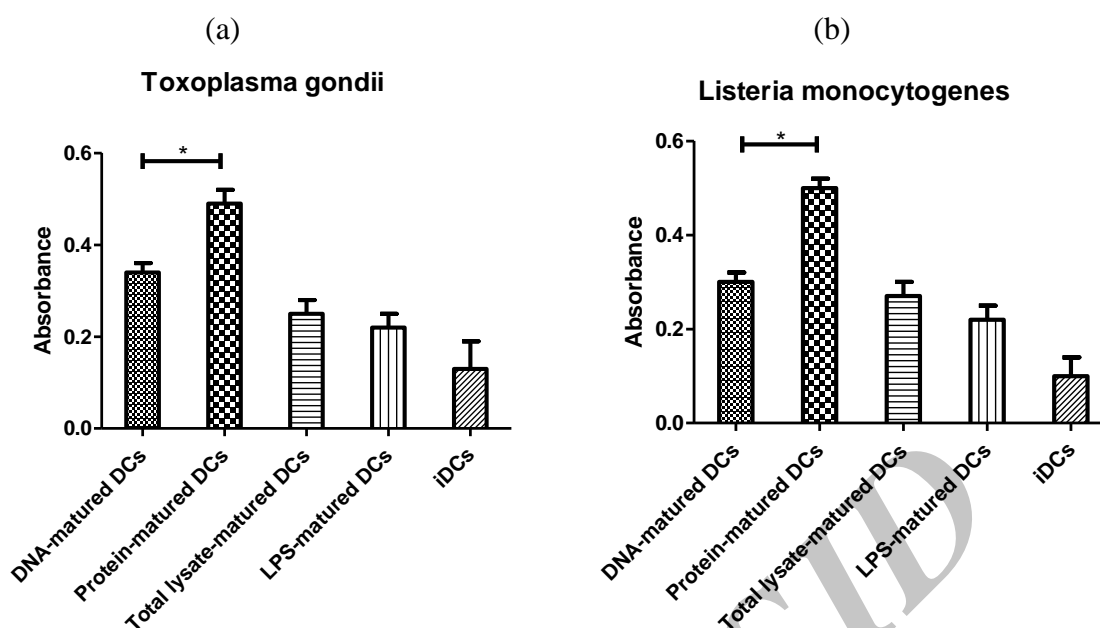 (a)
Toxoplasma gondii
*
0.6
0.4
0.2
0.0
Absorbance
DNA-matured DCs
Protein-matured DCs
Total lysate-matured DCs
LPS-matured DCs
iDCs
(b)
Listeria monocytogenes
*
0.6
0.4
0.2
0.0
Absorbance
DNA-matured DCs
Protein-matured DCs
Total lysate-matured DCs
LPS-matured DCs
iDCs